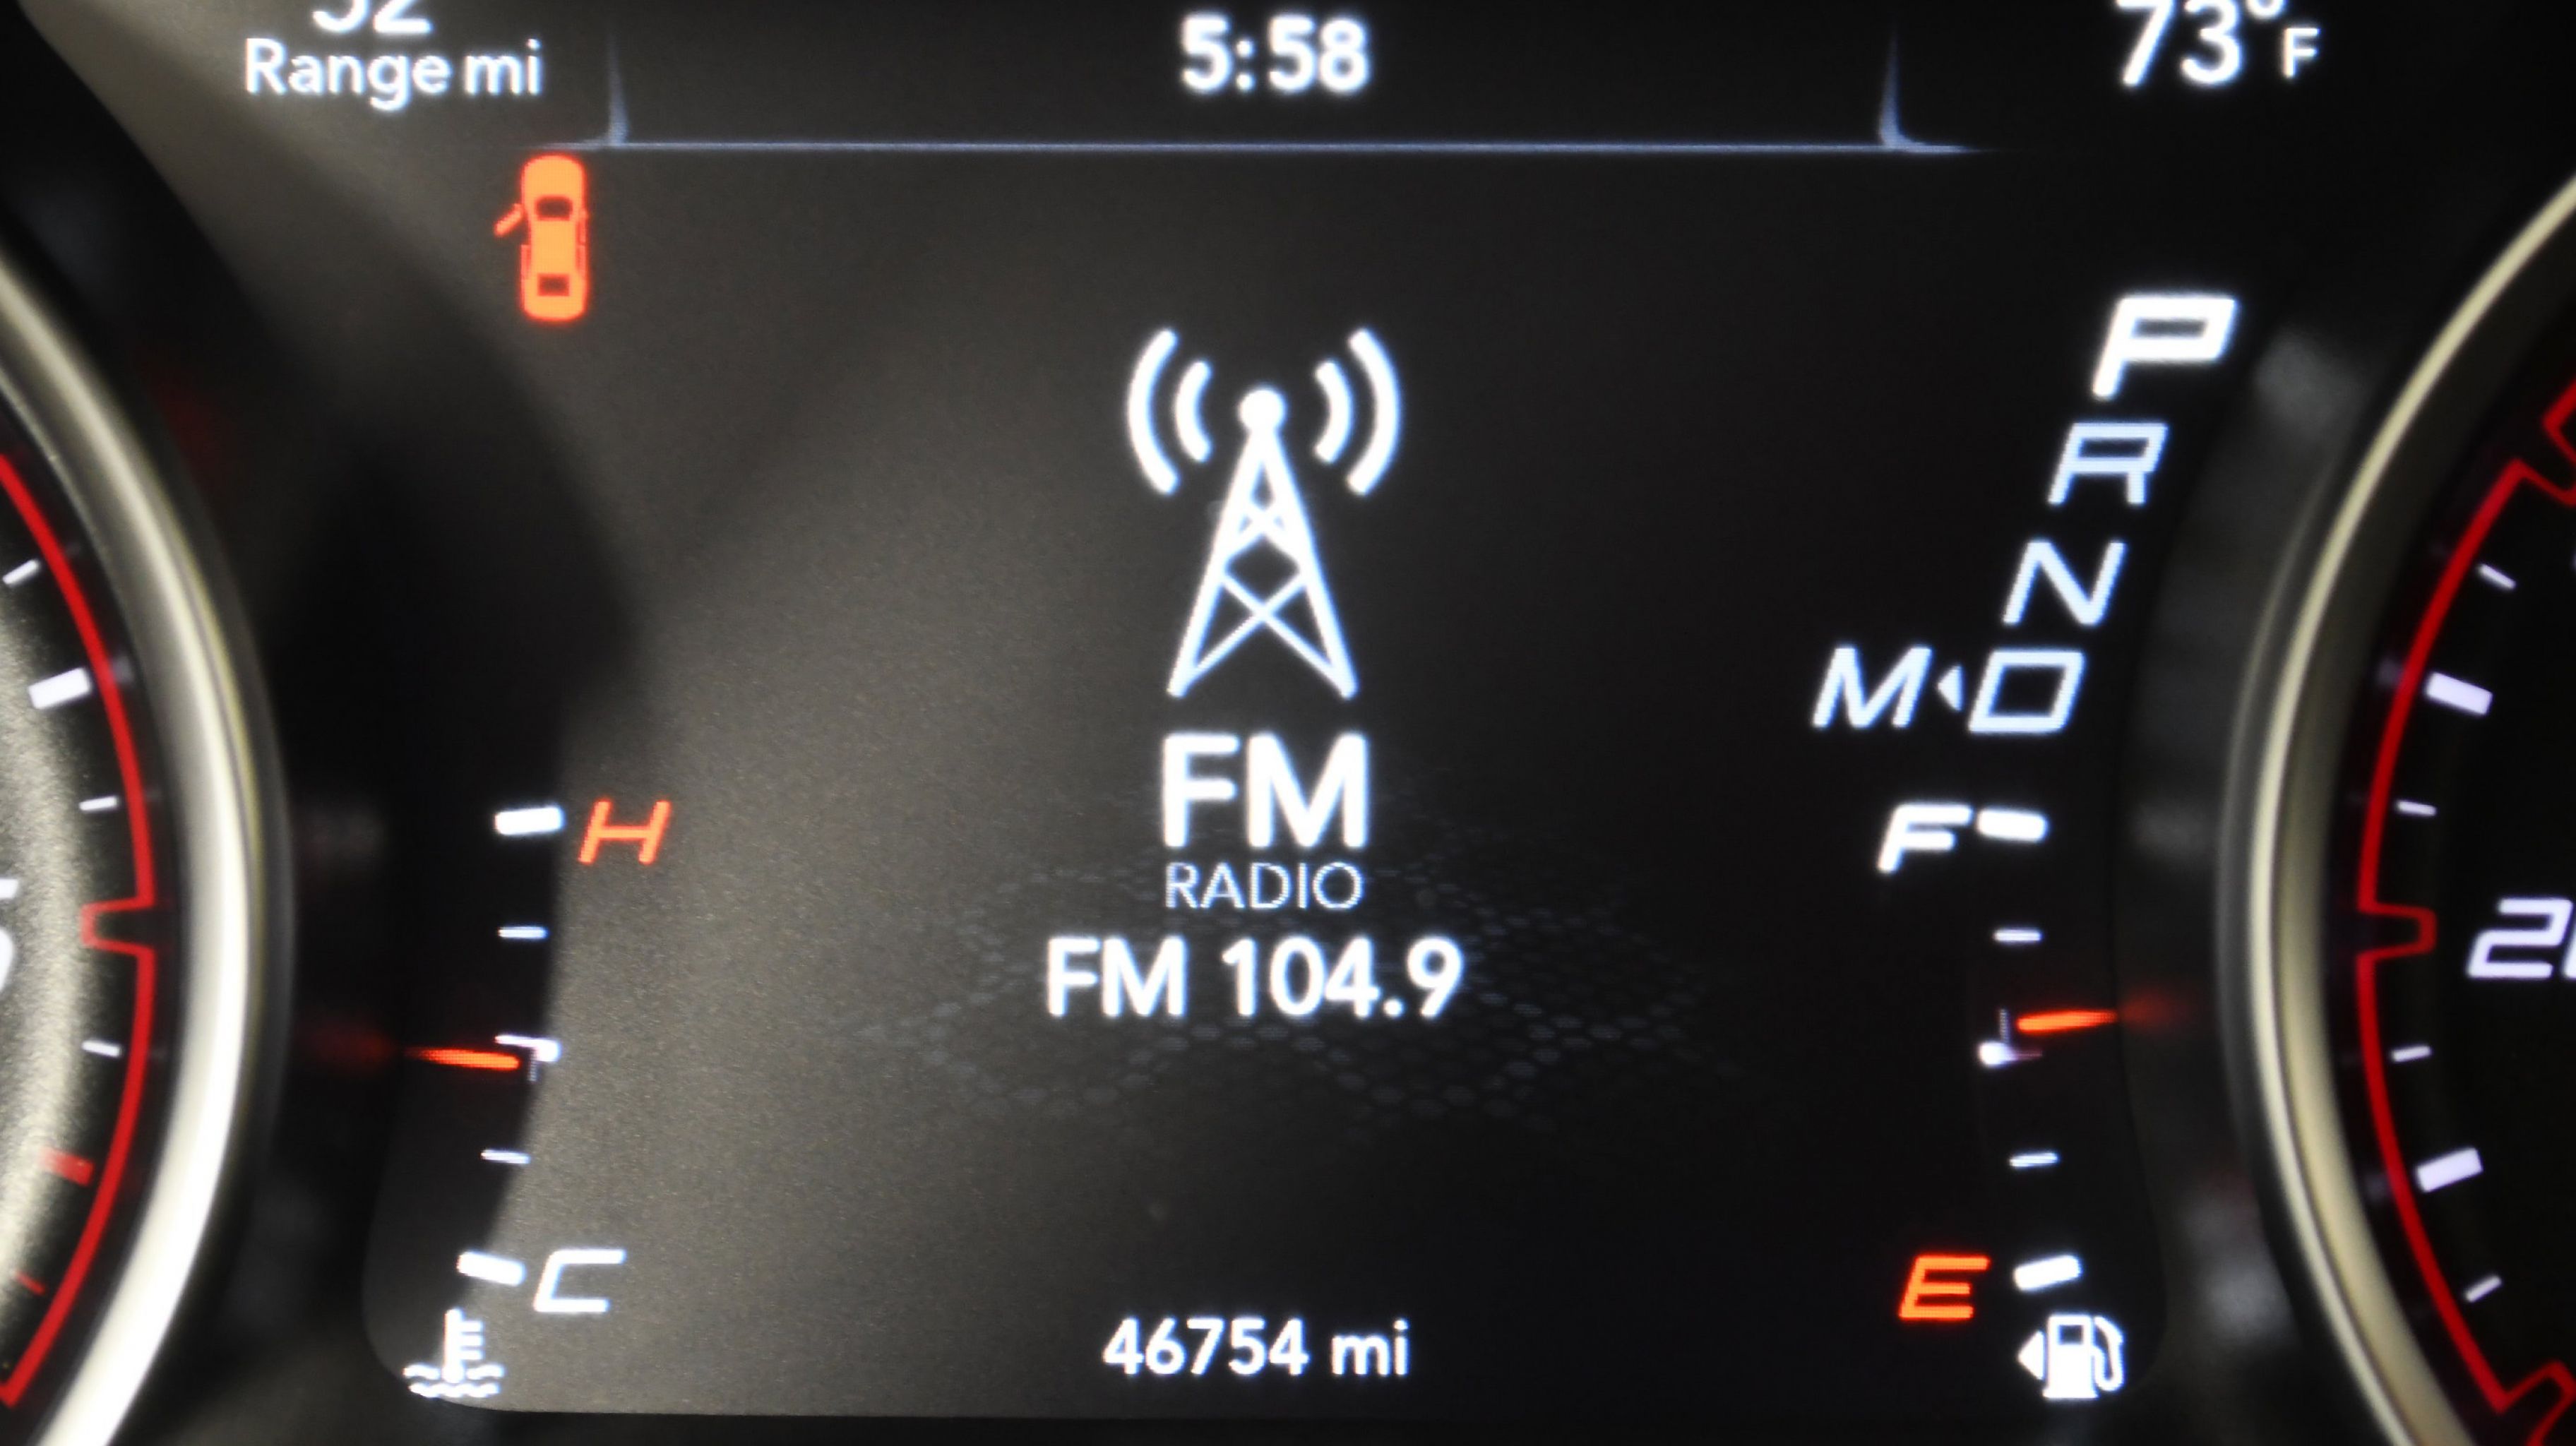 Range mi
5:58
73°F
P
R
N
M D
H
F
FM
RADIO
FM 104.9
C
E
46754 mi